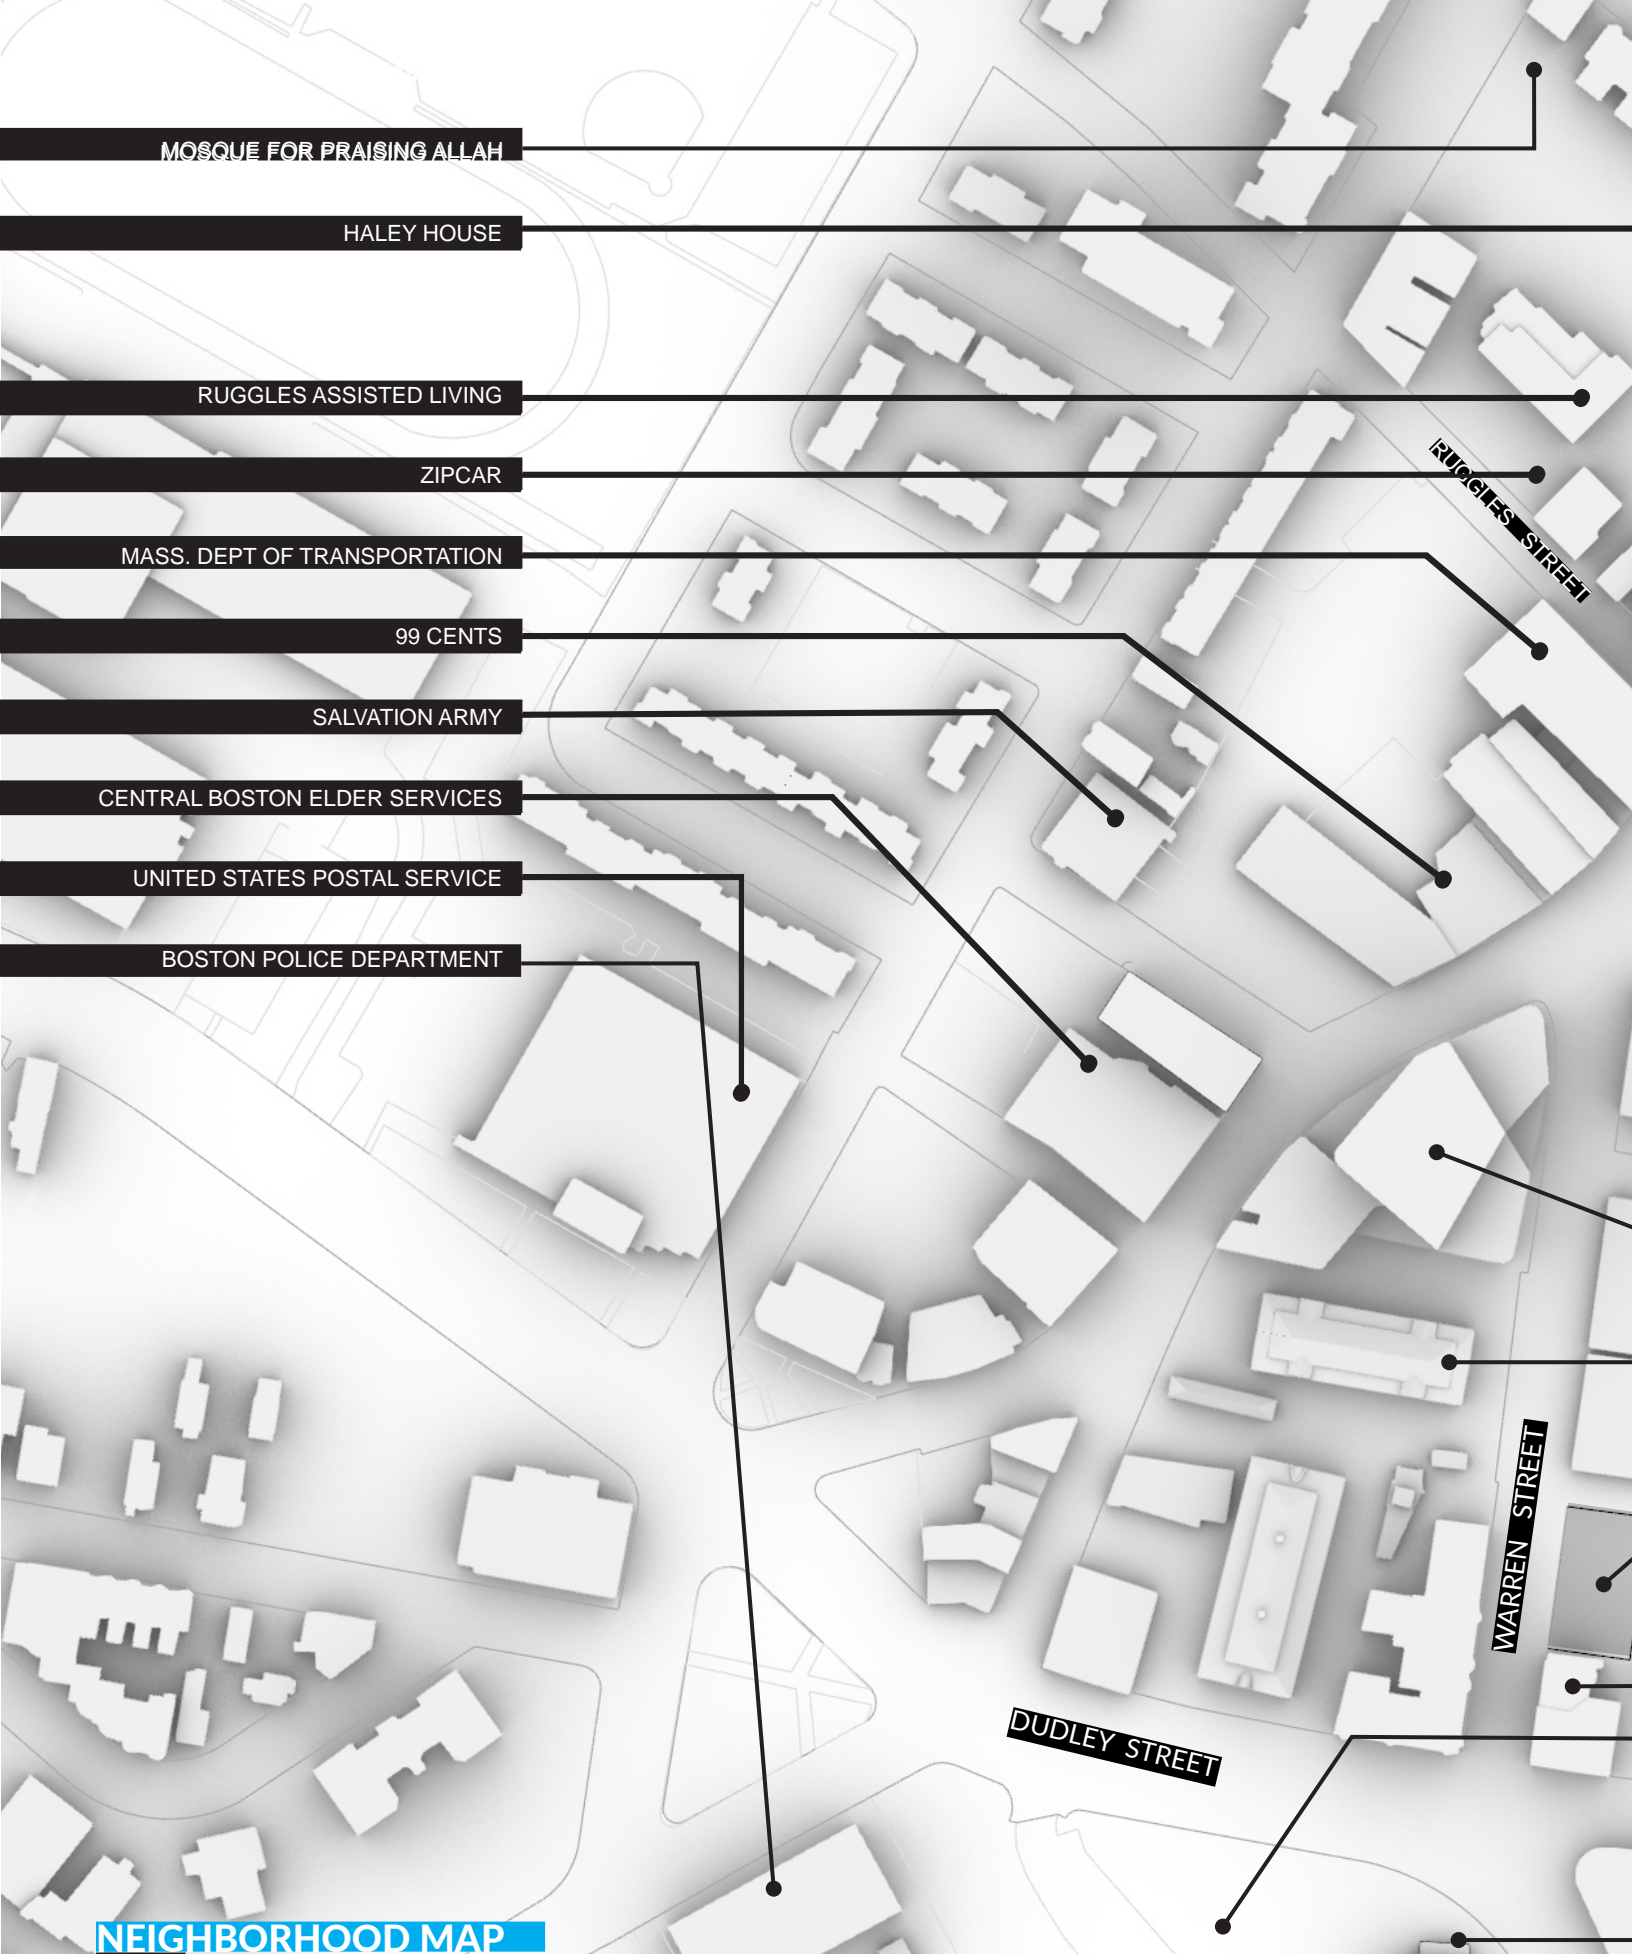 MOSQUE FOR PRAISING ALLAH
HALEY HOUSE
RUGGLES ASSISTED LIVING
ZIPCAR
RUGGLES STREET
MASS. DEPT OF TRANSPORTATION
99 CENTS
SALVATION ARMY
CENTRAL BOSTON ELDER SERVICES
UNITED STATES POSTAL SERVICE
BOSTON POLICE DEPARTMENT
WARREN STREET
DUDLEY STREET
NEIGHBORHOOD MAP